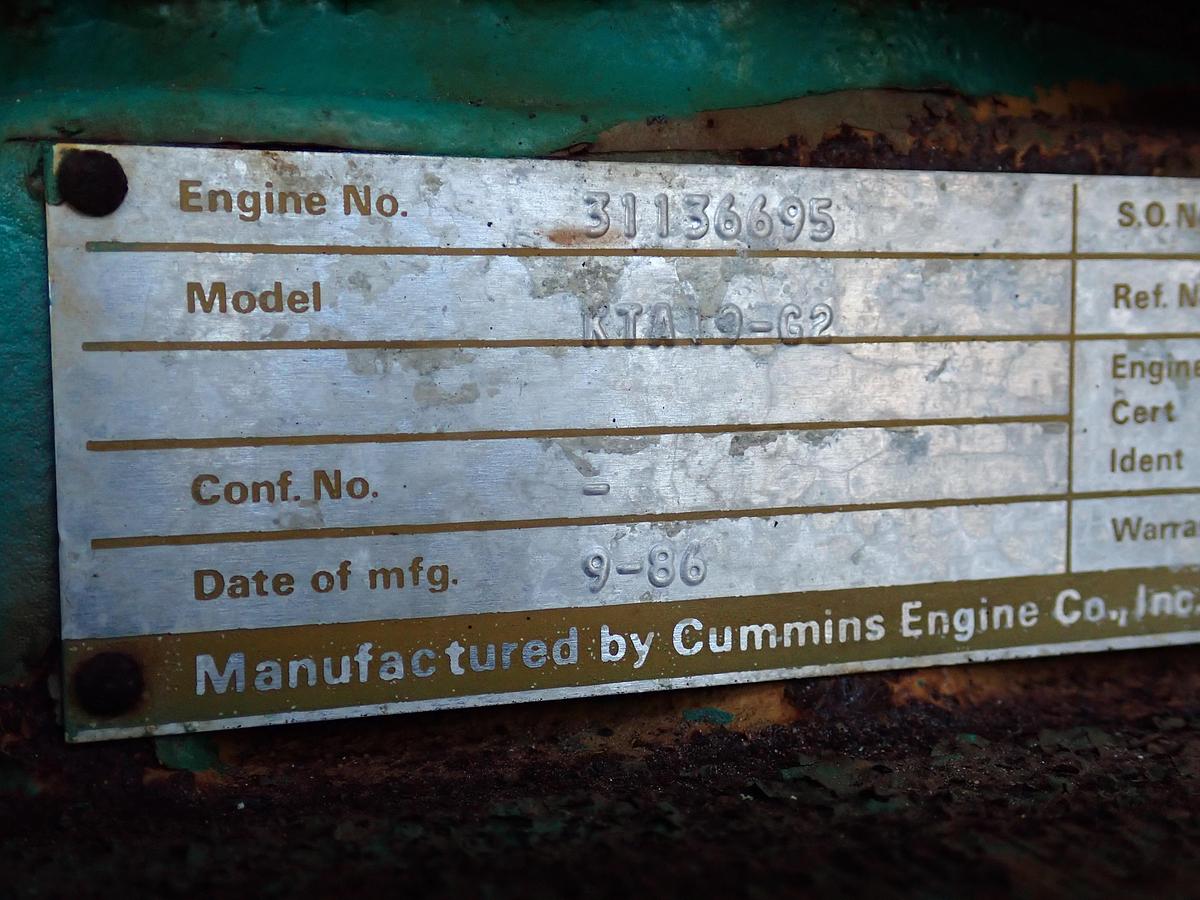 Engine No. 31136695
S.O. N
Model KTA19-G2
Ref. N
Engine
Cert
Ident
Conf. No. -
Date of mfg. 9-86
Warra
Manufactured by Cummins Engine Co., Inc.